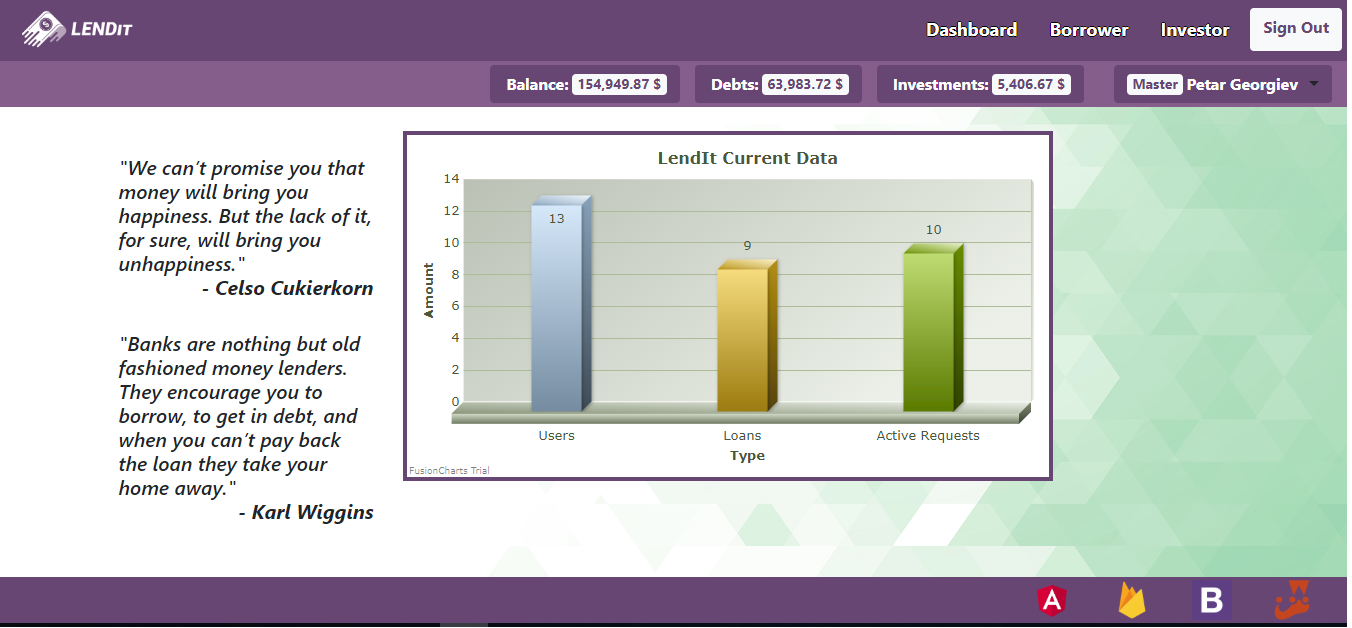 LENDIT
Dashboard Borrower Investor Sign Out
Balance: 154,949.87 $ Debts: 63,983.72 $ Investments: 5,406.67 $ Master Petar Georgiev
"We can’t promise you that
money will bring you
happiness. But the lack of it,
for sure, will bring you
unhappiness."
- Celso Cukierkorn
"Banks are nothing but old
fashioned money lenders.
They encourage you to
borrow, to get in debt, and
when you can’t pay back
the loan they take your
home away."
- Karl Wiggins
LendIt Current Data
Amount
14
12
10
8
6
4
2
0
13
9
10
Users Loans Active Requests
Type
FusionCharts Trial
A B